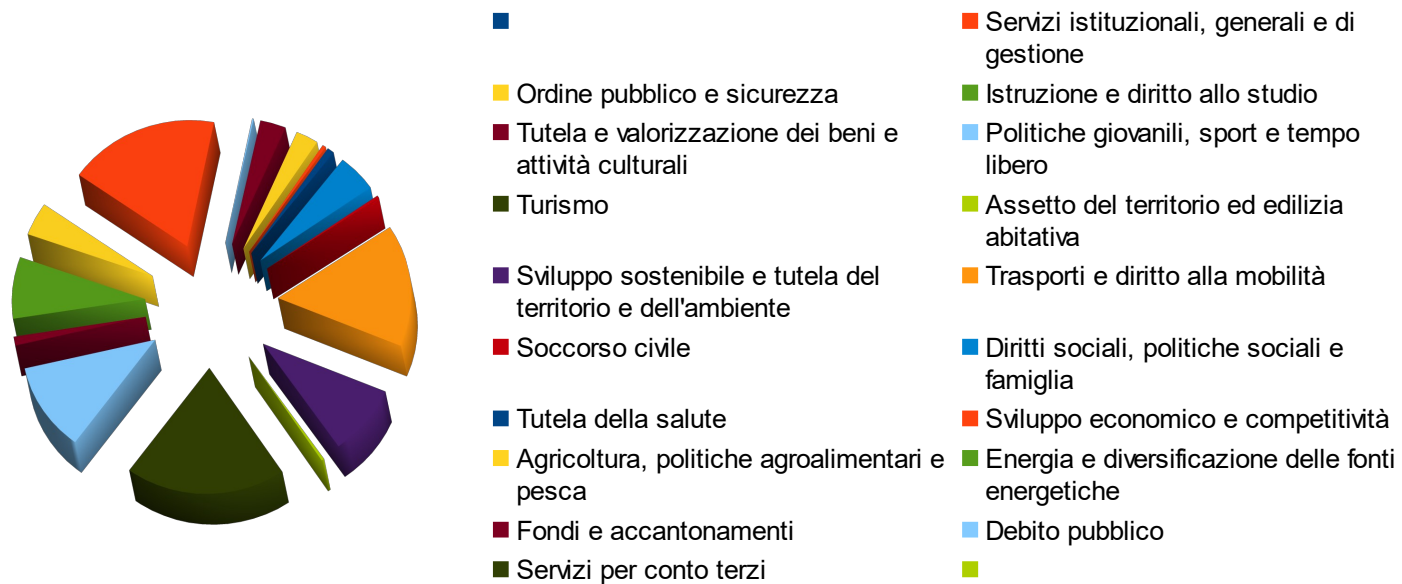 Servizi istituzionali, generali e di
gestione
Ordine pubblico e sicurezza
Istruzione e diritto allo studio
Tutela e valorizzazione dei beni e
attività culturali
Politiche giovanili, sport e tempo
libero
Turismo
Assetto del territorio ed edilizia
abitativa
Sviluppo sostenibile e tutela del
territorio e dell'ambiente
Trasporti e diritto alla mobilità
Soccorso civile
Diritti sociali, politiche sociali e
famiglia
Tutela della salute
Sviluppo economico e competitività
Agricoltura, politiche agroalimentari e
pesca
Energia e diversificazione delle fonti
energetiche
Fondi e accantonamenti
Debito pubblico
Servizi per conto terzi